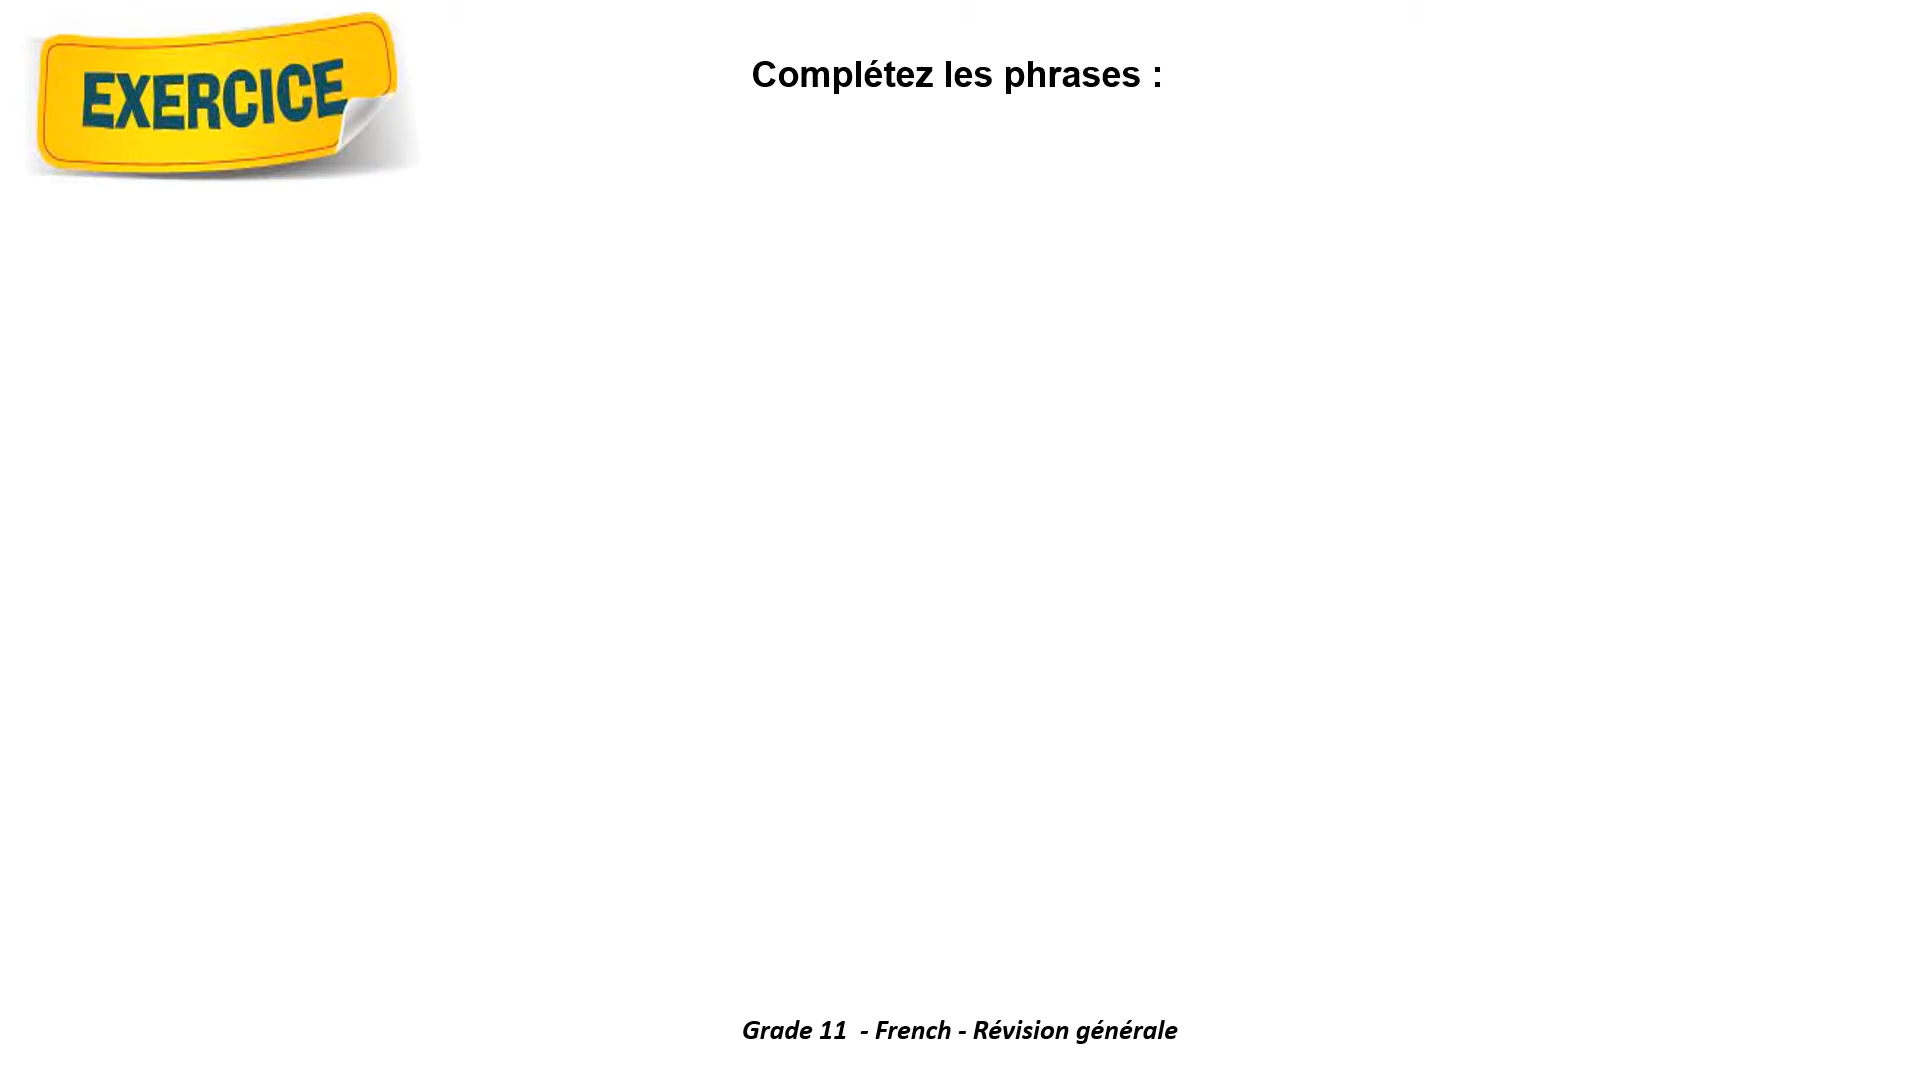 EXERCICE
Complétez les phrases :
Grade 11 - French - Révision générale